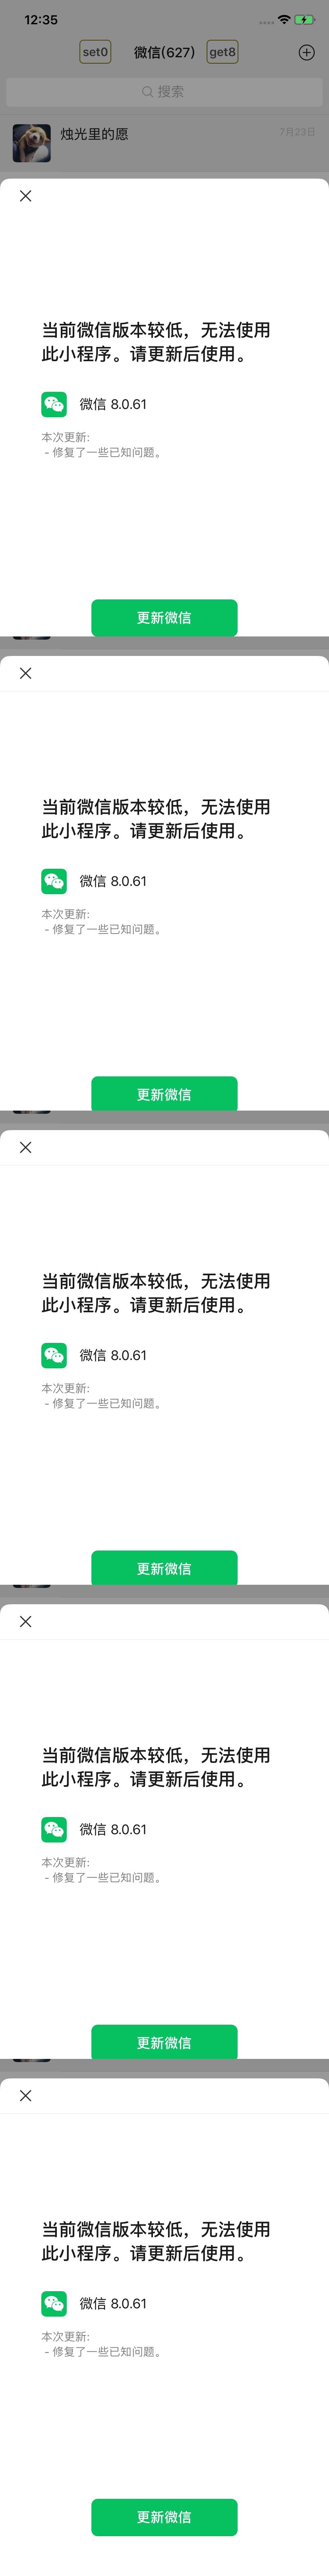 12:35
set0 微信(627) get8
搜索
烛光里的愿 7月23日
当前微信版本较低，无法使用
此小程序。请更新后使用。
微信 8.0.61
本次更新:
- 修复了一些已知问题。
更新微信
当前微信版本较低，无法使用
此小程序。请更新后使用。
微信 8.0.61
本次更新:
- 修复了一些已知问题。
更新微信
当前微信版本较低，无法使用
此小程序。请更新后使用。
微信 8.0.61
本次更新:
- 修复了一些已知问题。
更新微信
当前微信版本较低，无法使用
此小程序。请更新后使用。
微信 8.0.61
本次更新:
- 修复了一些已知问题。
更新微信
当前微信版本较低，无法使用
此小程序。请更新后使用。
微信 8.0.61
本次更新:
- 修复了一些已知问题。
更新微信